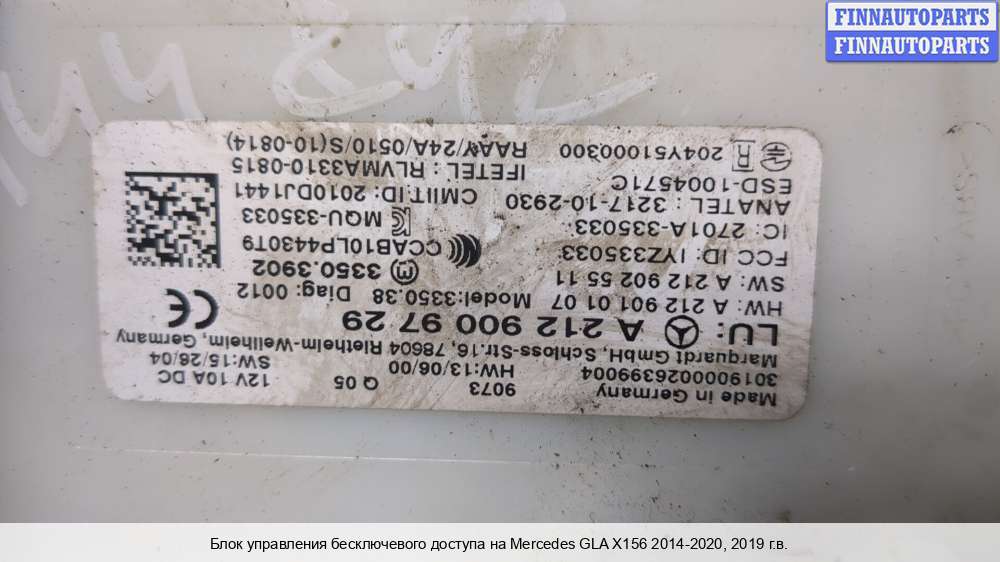 FINNAUTOPARTS
FINNAUTOPARTS
Made in Germany 9073 Q 05 12V 10A DC
3019000026399004 HW:13/06/00 SW:15/28/04
Marquardt GmbH, Schloss-Str.16, 78604 Rietheim-Weilheim, Germany
LU: A 212 900 97 29
HW: A 212 901 01 07 Model:3350.38 Diag: 0012
SW: A 212 902 55 11 3350.3902
FCC ID: IYZ335033 CCAB10LP4430T9
IC: 2701A-335033 MQU-335033
ANATEL: 3217-10-2930 CMIIT.ID: 2010DJ1441
ESD-1004571C IFETEL: RLVMA3310-0815
R 204Y51000300 RAAY/24A/0510/S(10-0814)
CE
842
Блок управления бесключевого доступа на Mercedes GLA X156 2014-2020, 2019 г.в.